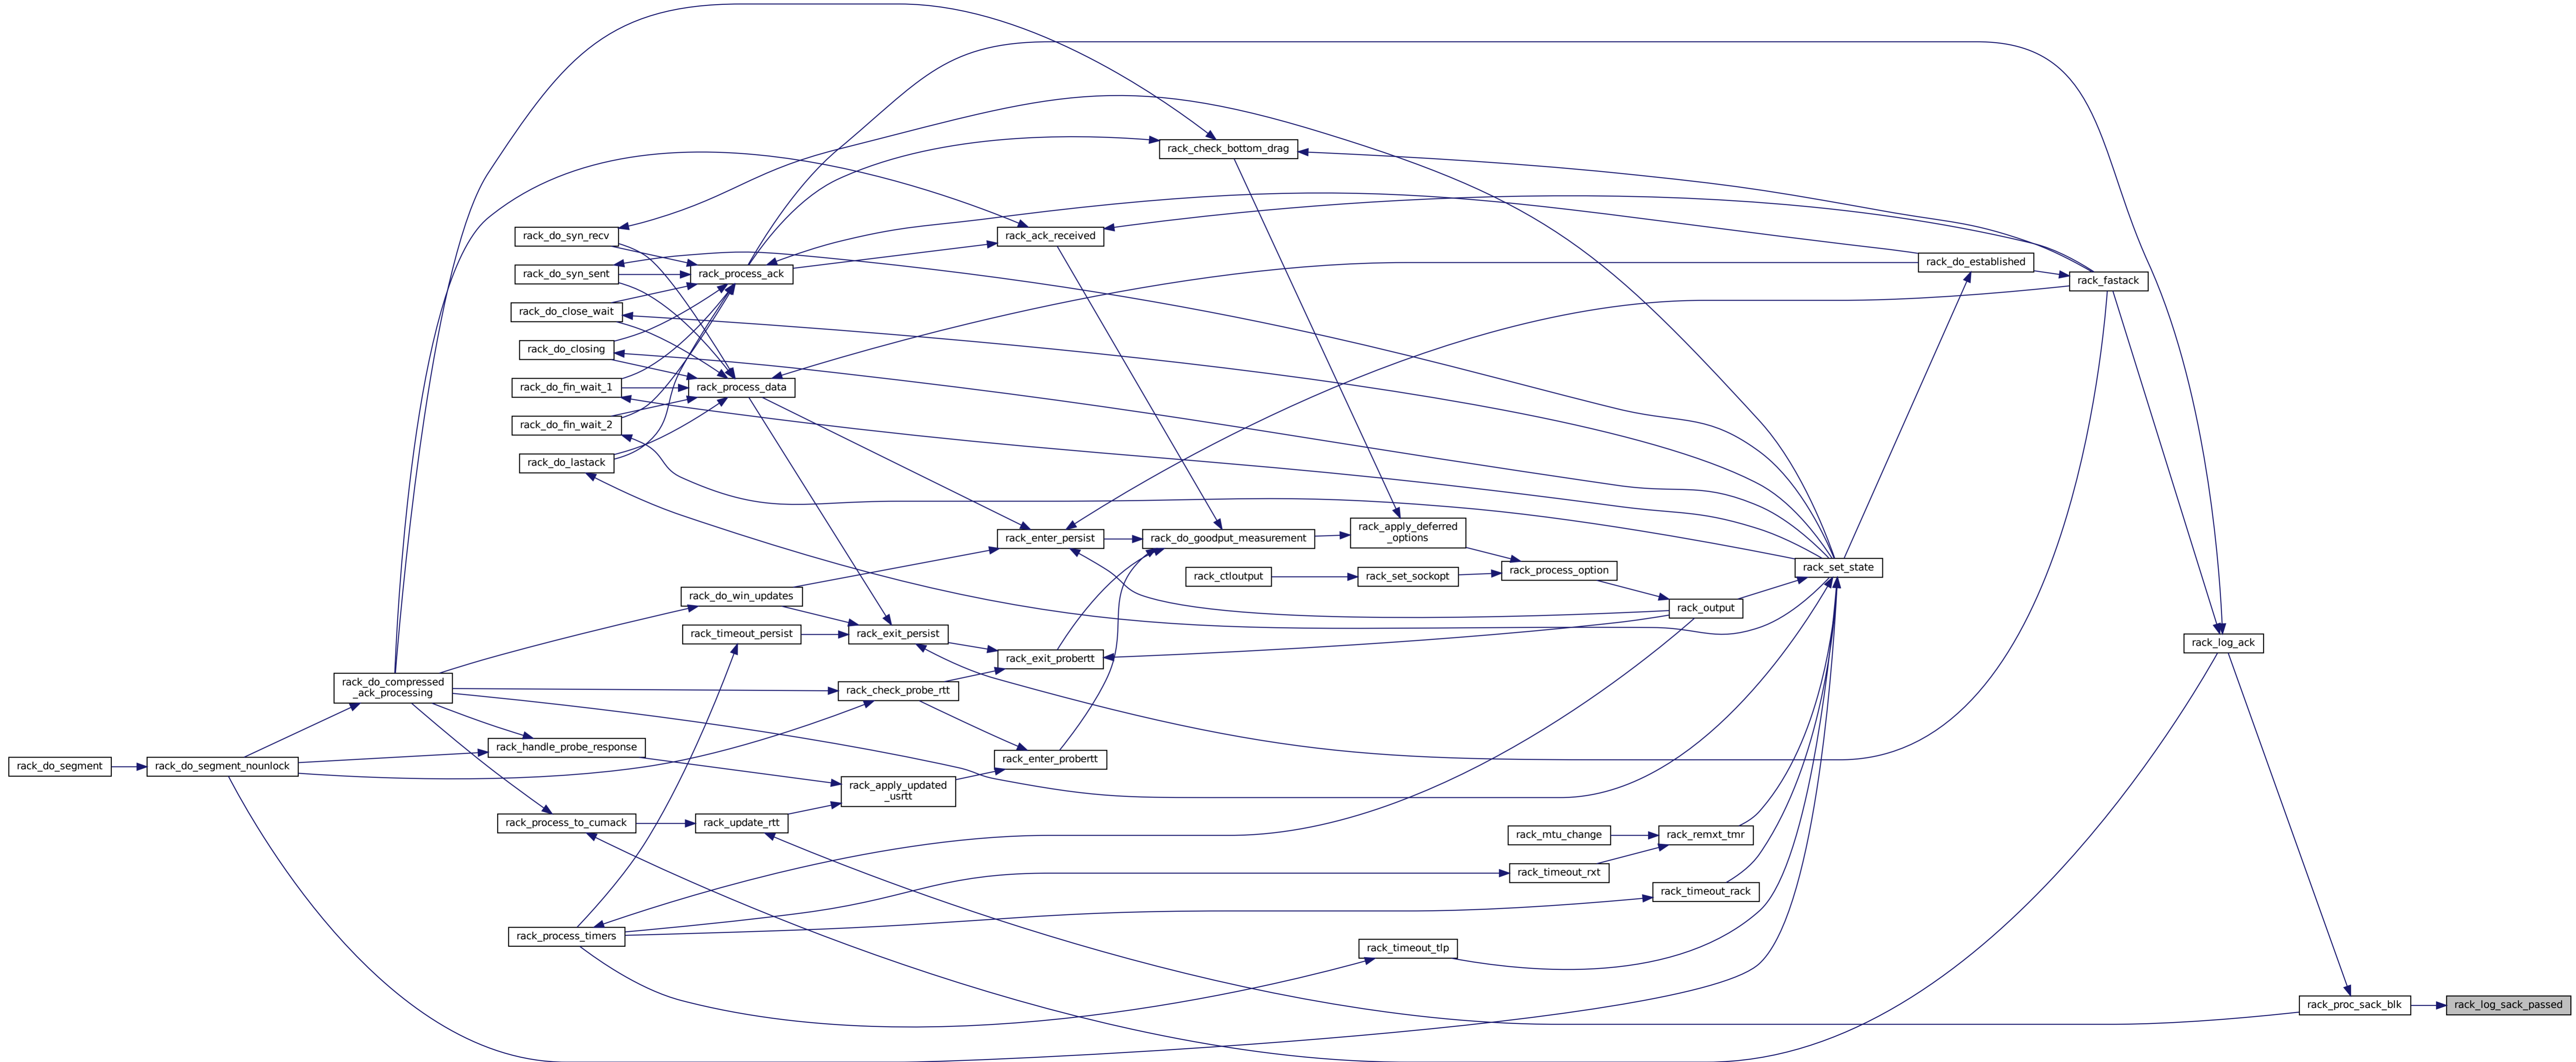 rack_check_bottom_drag
rack_do_syn_recv
rack_ack_received
rack_do_established
rack_do_syn_sent
rack_process_ack
rack_fastack
rack_do_close_wait
rack_do_closing
rack_do_fin_wait_1
rack_process_data
rack_do_fin_wait_2
rack_do_lastack
rack_enter_persist
rack_do_goodput_measurement
rack_apply_deferred
_options
rack_set_state
rack_ctloutput
rack_set_sockopt
rack_process_option
rack_do_win_updates
rack_output
rack_timeout_persist
rack_exit_persist
rack_log_ack
rack_exit_probertt
rack_do_compressed
_ack_processing
rack_check_probe_rtt
rack_handle_probe_response
rack_enter_probertt
rack_do_segment
rack_do_segment_nounlock
rack_apply_updated
_usrtt
rack_process_to_cumack
rack_update_rtt
rack_mtu_change
rack_remxt_tmr
rack_timeout_rxt
rack_timeout_rack
rack_process_timers
rack_timeout_tlp
rack_proc_sack_blk
rack_log_sack_passed